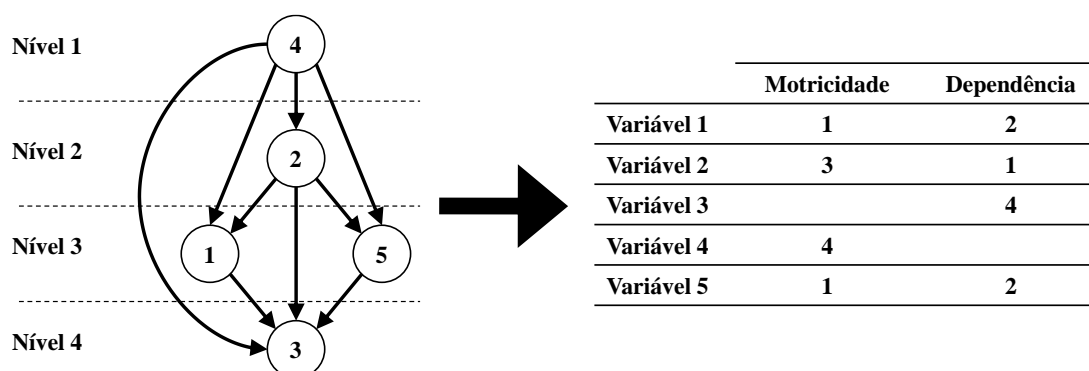 Nível 1
4
Nível 2
2
Nível 3
1
5
Nível 4
3
Motricidade Dependência
Variável 1 1 2
Variável 2 3 1
Variável 3 4
Variável 4 4
Variável 5 1 2